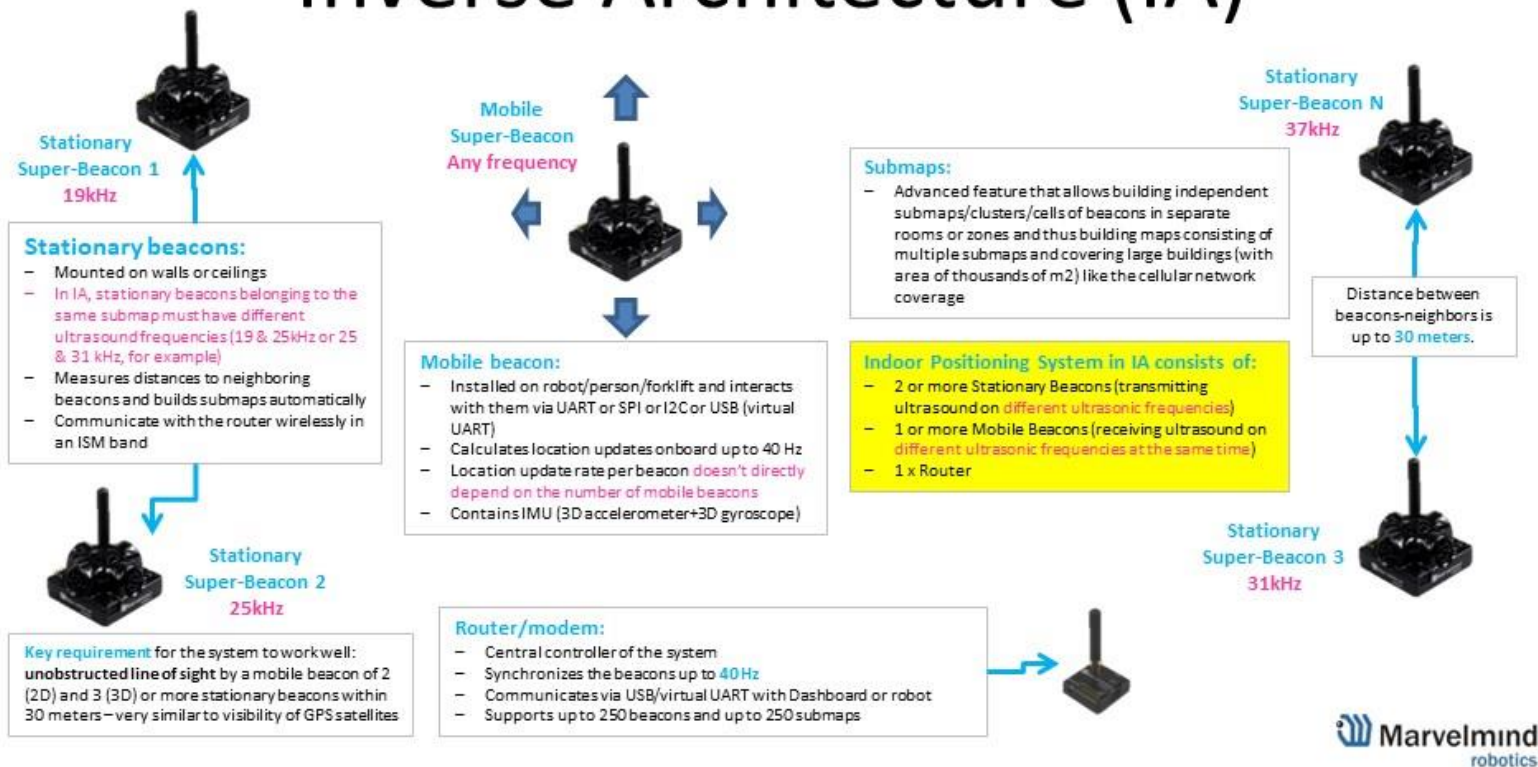 Inverse Architecture (IA)
Stationary
Super-Beacon 1
19kHz
Mobile
Super-Beacon
Any frequency
Stationary
Super-Beacon N
37kHz
Stationary beacons:
– Mounted on walls or ceilings
– In IA, stationary beacons belonging to the
same submap must have different
ultrasound frequencies (19 & 25kHz or 25
& 31 kHz, for example)
– Measures distances to neighboring
beacons and builds submaps automatically
– Communicate with the router wirelessly in
an ISM band
Submaps:
– Advanced feature that allows building independent
submaps/clusters/cells of beacons in separate
rooms or zones and thus building maps consisting of
multiple submaps and covering large buildings (with
area of thousands of m2) like the cellular network
coverage
Distance between
beacons-neighbors is
up to 30 meters.
Mobile beacon:
– Installed on robot/person/forklift and interacts
with them via UART or SPI or I2C or USB (virtual
UART)
– Calculates location updates onboard up to 40 Hz
– Location update rate per beacon doesn't directly
depend on the number of mobile beacons
– Contains IMU (3D accelerometer+3D gyroscope)
Indoor Positioning System in IA consists of:
– 2 or more Stationary Beacons (transmitting
ultrasound on different ultrasonic frequencies)
– 1 or more Mobile Beacons (receiving ultrasound on
different ultrasonic frequencies at the same time)
– 1 x Router
Stationary
Super-Beacon 2
25kHz
Stationary
Super-Beacon 3
31kHz
Key requirement for the system to work well:
unobstructed line of sight by a mobile beacon of 2
(2D) and 3 (3D) or more stationary beacons within
30 meters – very similar to visibility of GPS satellites
Router/modem:
– Central controller of the system
– Synchronizes the beacons up to 40 Hz
– Communicates via USB/virtual UART with Dashboard or robot
– Supports up to 250 beacons and up to 250 submaps
Marvelmind
robotics